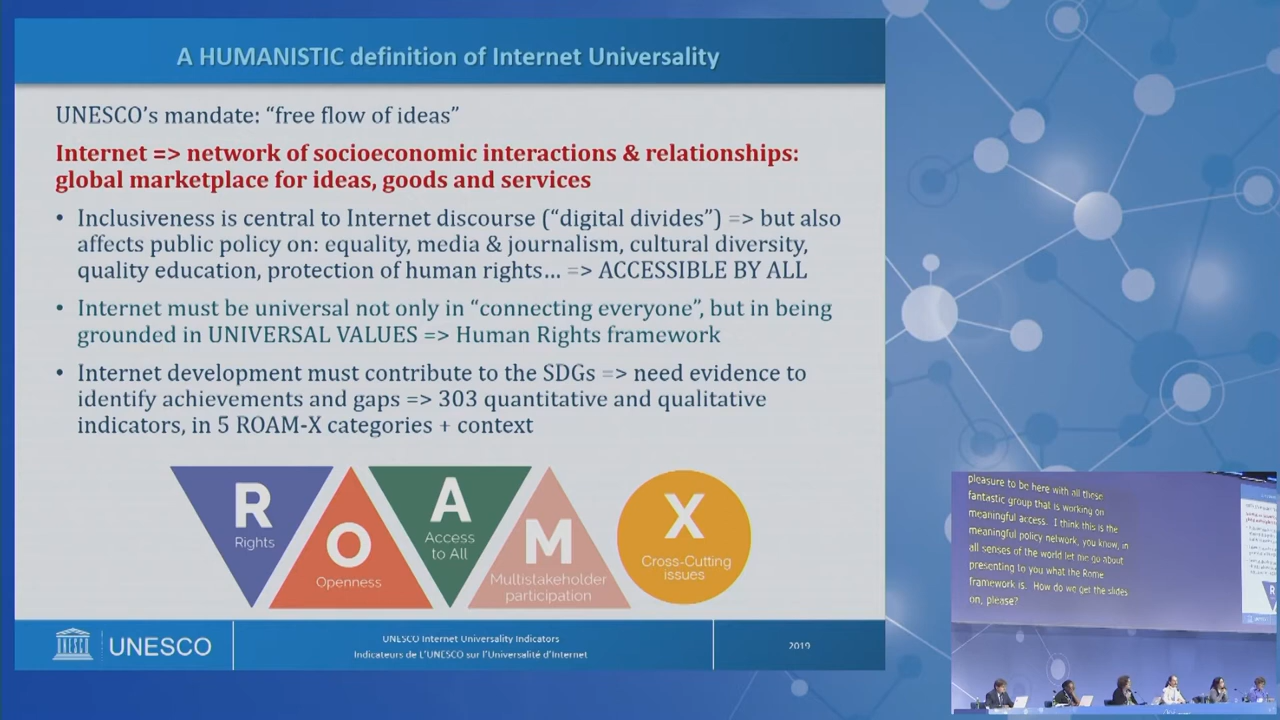 A HUMANISTIC definition of Internet Universality
UNESCO's mandate: “free flow of ideas”
Internet => network of socioeconomic interactions & relationships:
global marketplace for ideas, goods and services
• Inclusiveness is central to Internet discourse (“digital divides”) => but also
affects public policy on: equality, media & journalism, cultural diversity,
quality education, protection of human rights… => ACCESSIBLE BY ALL
• Internet must be universal not only in “connecting everyone”, but in being
grounded in UNIVERSAL VALUES => Human Rights framework
• Internet development must contribute to the SDGs => need evidence to
identify achievements and gaps => 303 quantitative and qualitative
indicators, in 5 ROAM-X categories + context
R
Rights
O
Openness
A
Access
to All
M
Multistakeholder
participation
X
Cross-Cutting
issues
UNESCO
UNESCO
UNESCO Internet Universality Indicators
Indicateurs de L'UNESCO sur l'Universalité d'Internet
2019
pleasure to be here with all these
fantastic group that is working on
meaningful access. I think this is the
meaningful policy network, you know, in
all senses of the world let me go about
presenting to you what the Rome
framework is. How do we get the slides
on, please?